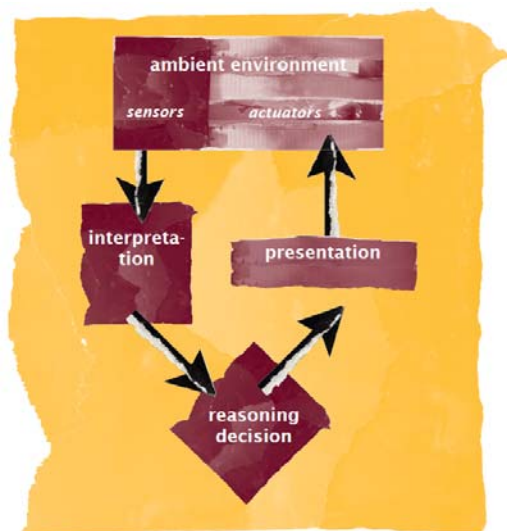 ambient environment
sensors actuators
interpreta-
tion
presentation
reasoning
decision